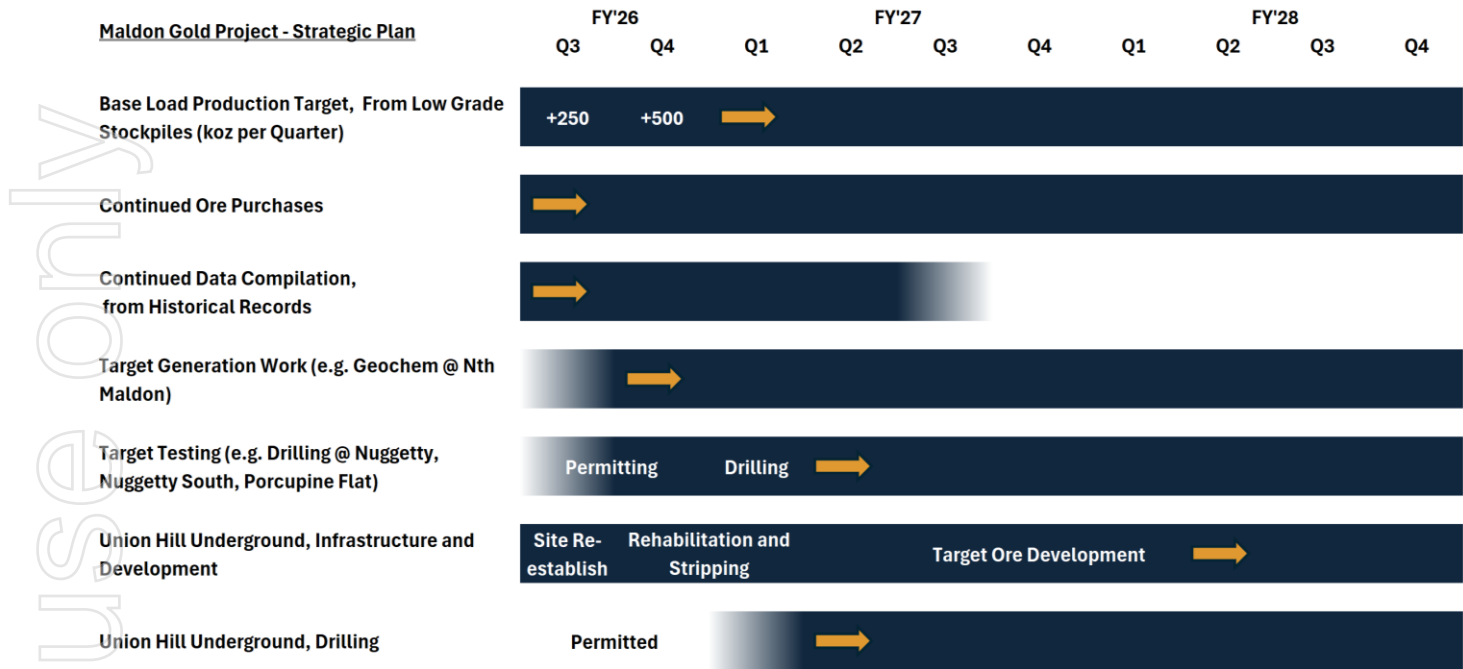 Maldon Gold Project - Strategic Plan
FY'26 FY'27 FY'28
Q3 Q4 Q1 Q2 Q3 Q4 Q1 Q2 Q3 Q4
Base Load Production Target, From Low Grade
Stockpiles (koz per Quarter)
+250 +500
Continued Ore Purchases
Continued Data Compilation,
from Historical Records
Target Generation Work (e.g. Geochem @ Nth
Maldon)
Target Testing (e.g. Drilling @ Nuggetty,
Nuggetty South, Porcupine Flat)
Permitting Drilling
Union Hill Underground, Infrastructure and
Development
Site Re-
establish
Rehabilitation and
Stripping
Target Ore Development
Union Hill Underground, Drilling
Permitted
use only